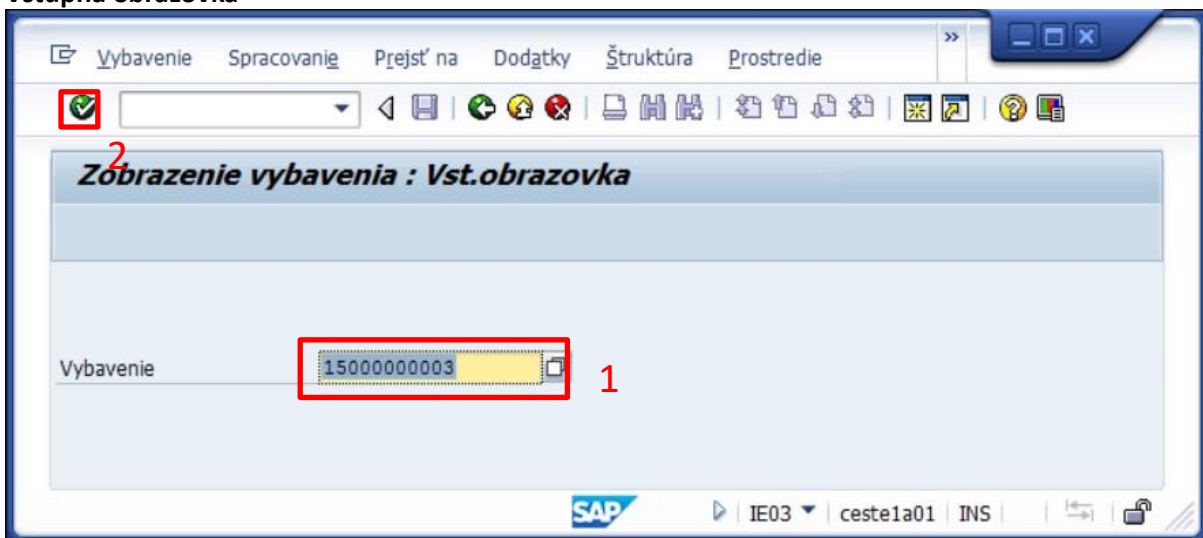 Vstupná obrazovka
Vybavenie Spracovanie Prejsť na Dodatky Štruktúra Prostredie »
2
Zobrazenie vybavenia : Vst.obrazovka
Vybavenie 15000000003 1
SAP IE03 ceste1a01 INS